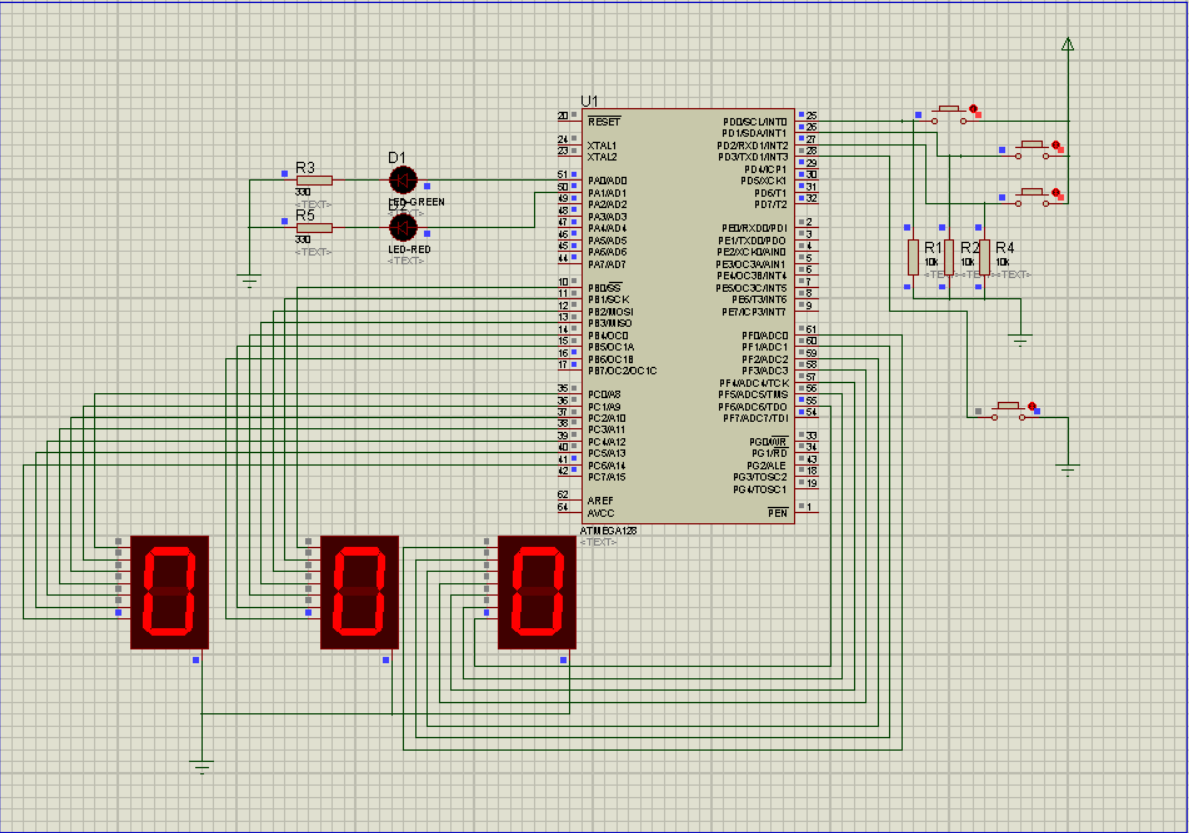 U1
20
RESET
24
XTAL1
23
XTAL2
51
PA0/AD0
50
PA1/AD1
49
PA2/AD2
48
PA3/AD3
47
PA4/AD4
46
PA5/AD5
45
PA6/AD6
44
PA7/AD7
10
PB0/SS
11
PB1/SCK
12
PB2/MOSI
13
PB3/MISO
14
PB4/OC0
15
PB5/OC1A
16
PB6/OC1B
17
PB7/OC2/OC1C
35
PC0/A8
36
PC1/A9
37
PC2/A10
38
PC3/A11
39
PC4/A12
40
PC5/A13
41
PC6/A14
42
PC7/A15
62
AREF
64
AVCC
PD0/SCL/INT0
25
PD1/SDA/INT1
26
PD2/RXD1/INT2
27
PD3/TXD1/INT3
28
PD4/ICP1
29
PD5/XCK1
30
PD6/T1
31
PD7/T2
32
PE0/RXD0/PDI
2
PE1/TXD0/PDO
3
PE2/XCK0/AIN0
4
PE3/OC3A/AIN1
5
PE4/OC3B/INT4
6
PE5/OC3C/INT5
7
PE6/T3/INT6
8
PE7/ICP3/INT7
9
PF0/ADC0
61
PF1/ADC1
60
PF2/ADC2
59
PF3/ADC3
58
PF4/ADC4/TCK
57
PF5/ADC5/TMS
56
PF6/ADC6/TDO
55
PF7/ADC7/TDI
54
PG0/WR
33
PG1/RD
34
PG2/ALE
43
PG3/TOSC2
18
PG4/TOSC1
19
PEN
1
ATMEGA128
<TEXT>
R3
330
<TEXT>
D1
LED-GREEN
<TEXT>
R5
330
<TEXT>
D2
LED-RED
<TEXT>
R1
10k
<TEXT>
R2
10k
<TEXT>
R4
10k
<TEXT>
0
0
0